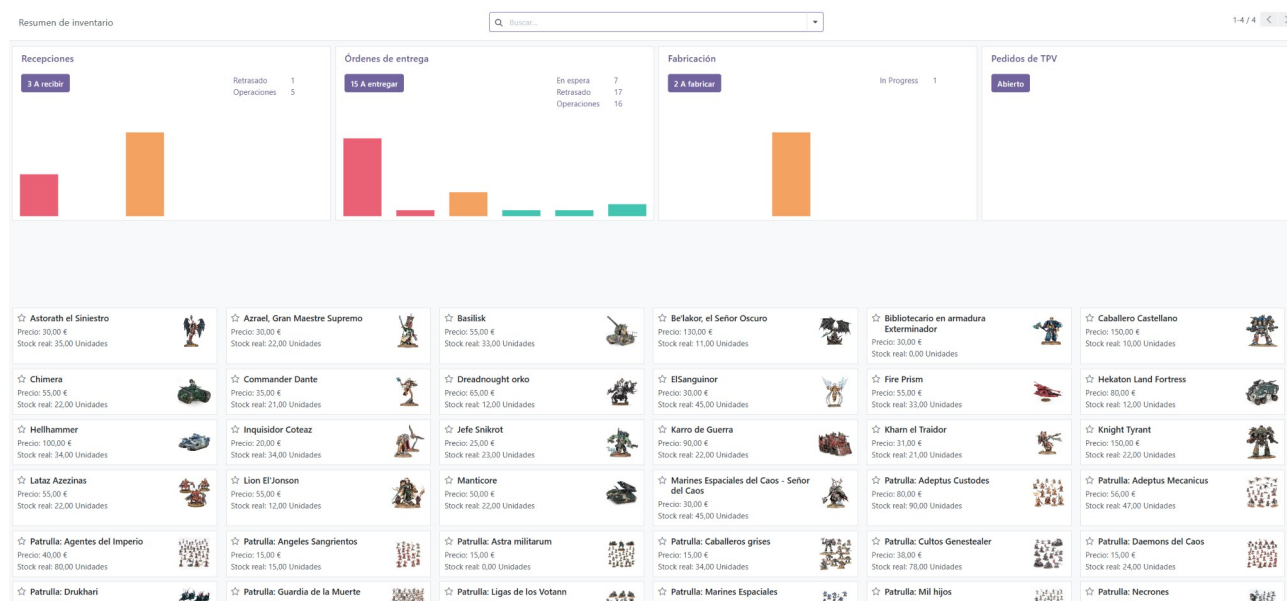 Resumen de inventario
Buscar...
1-4 / 4
Recepciones
3 A recibir
Retrasado 1
Operaciones 5
Órdenes de entrega
15 A entregar
En espera 7
Retrasado 17
Operaciones 16
Fabricación
2 A fabricar
In Progress 1
Pedidos de TPV
Abierto
Astorath el Siniestro
Precio: 30,00 €
Stock real: 35,00 Unidades
Azrael, Gran Maestre Supremo
Precio: 30,00 €
Stock real: 22,00 Unidades
Basilisk
Precio: 55,00 €
Stock real: 33,00 Unidades
Be'lakor, el Señor Oscuro
Precio: 130,00 €
Stock real: 11,00 Unidades
Bibliotecario en armadura
Exterminador
Precio: 30,00 €
Stock real: 0,00 Unidades
Caballero Castellano
Precio: 150,00 €
Stock real: 10,00 Unidades
Chimera
Precio: 55,00 €
Stock real: 22,00 Unidades
Commander Dante
Precio: 35,00 €
Stock real: 21,00 Unidades
Dreadnought orko
Precio: 65,00 €
Stock real: 12,00 Unidades
ElSanguinor
Precio: 30,00 €
Stock real: 45,00 Unidades
Fire Prism
Precio: 55,00 €
Stock real: 33,00 Unidades
Hekaton Land Fortress
Precio: 80,00 €
Stock real: 12,00 Unidades
Hellhammer
Precio: 100,00 €
Stock real: 34,00 Unidades
Inquisidor Coteaz
Precio: 20,00 €
Stock real: 34,00 Unidades
Jefe Snikrot
Precio: 25,00 €
Stock real: 23,00 Unidades
Karro de Guerra
Precio: 90,00 €
Stock real: 22,00 Unidades
Kharn el Traidor
Precio: 31,00 €
Stock real: 21,00 Unidades
Knight Tyrant
Precio: 150,00 €
Stock real: 22,00 Unidades
Lataz Azezinas
Precio: 55,00 €
Stock real: 22,00 Unidades
Lion El'Jonson
Precio: 55,00 €
Stock real: 12,00 Unidades
Manticore
Precio: 50,00 €
Stock real: 22,00 Unidades
Marines Espaciales del Caos - Señor
del Caos
Precio: 30,00 €
Stock real: 45,00 Unidades
Patrulla: Adeptus Custodes
Precio: 80,00 €
Stock real: 90,00 Unidades
Patrulla: Adeptus Mecanicus
Precio: 56,00 €
Stock real: 47,00 Unidades
Patrulla: Agentes del Imperio
Precio: 40,00 €
Stock real: 80,00 Unidades
Patrulla: Angeles Sangrientos
Precio: 15,00 €
Stock real: 15,00 Unidades
Patrulla: Astra militarum
Precio: 15,00 €
Stock real: 0,00 Unidades
Patrulla: Caballeros grises
Precio: 15,00 €
Stock real: 34,00 Unidades
Patrulla: Cultos Genestealer
Precio: 38,00 €
Stock real: 78,00 Unidades
Patrulla: Daemons del Caos
Precio: 15,00 €
Stock real: 24,00 Unidades
Patrulla: Drukhari
Patrulla: Guardia de la Muerte
Patrulla: Ligas de los Votann
Patrulla: Marines Espaciales
Patrulla: Mil hijos
Patrulla: Necrones